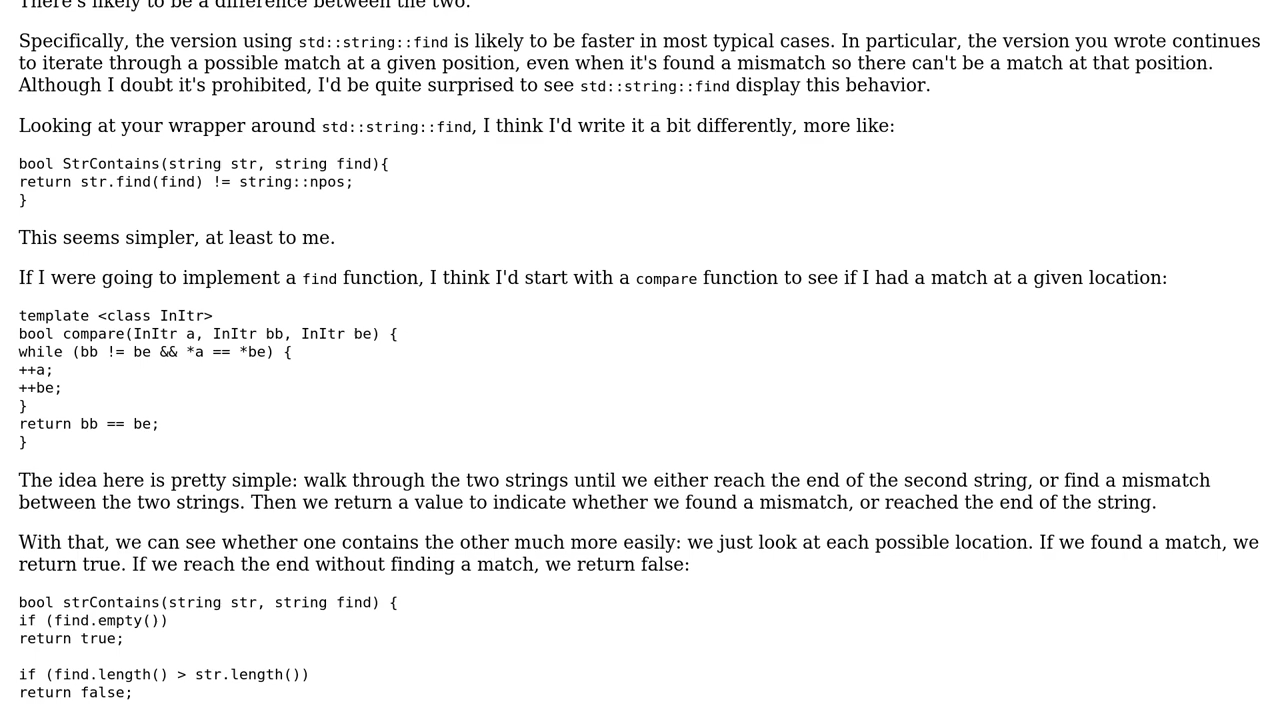 There's likely to be a difference between the two.
Specifically, the version using std::string::find is likely to be faster in most typical cases. In particular, the version you wrote continues
to iterate through a possible match at a given position, even when it's found a mismatch so there can't be a match at that position.
Although I doubt it's prohibited, I'd be quite surprised to see std::string::find display this behavior.
Looking at your wrapper around std::string::find, I think I'd write it a bit differently, more like:
bool StrContains(string str, string find){
return str.find(find) != string::npos;
}
This seems simpler, at least to me.
If I were going to implement a find function, I think I'd start with a compare function to see if I had a match at a given location:
template <class InItr>
bool compare(InItr a, InItr bb, InItr be) {
while (bb != be && *a == *be) {
++a;
++be;
}
return bb == be;
}
The idea here is pretty simple: walk through the two strings until we either reach the end of the second string, or find a mismatch
between the two strings. Then we return a value to indicate whether we found a mismatch, or reached the end of the string.
With that, we can see whether one contains the other much more easily: we just look at each possible location. If we found a match, we
return true. If we reach the end without finding a match, we return false:
bool strContains(string str, string find) {
if (find.empty())
return true;
if (find.length() > str.length())
return false;